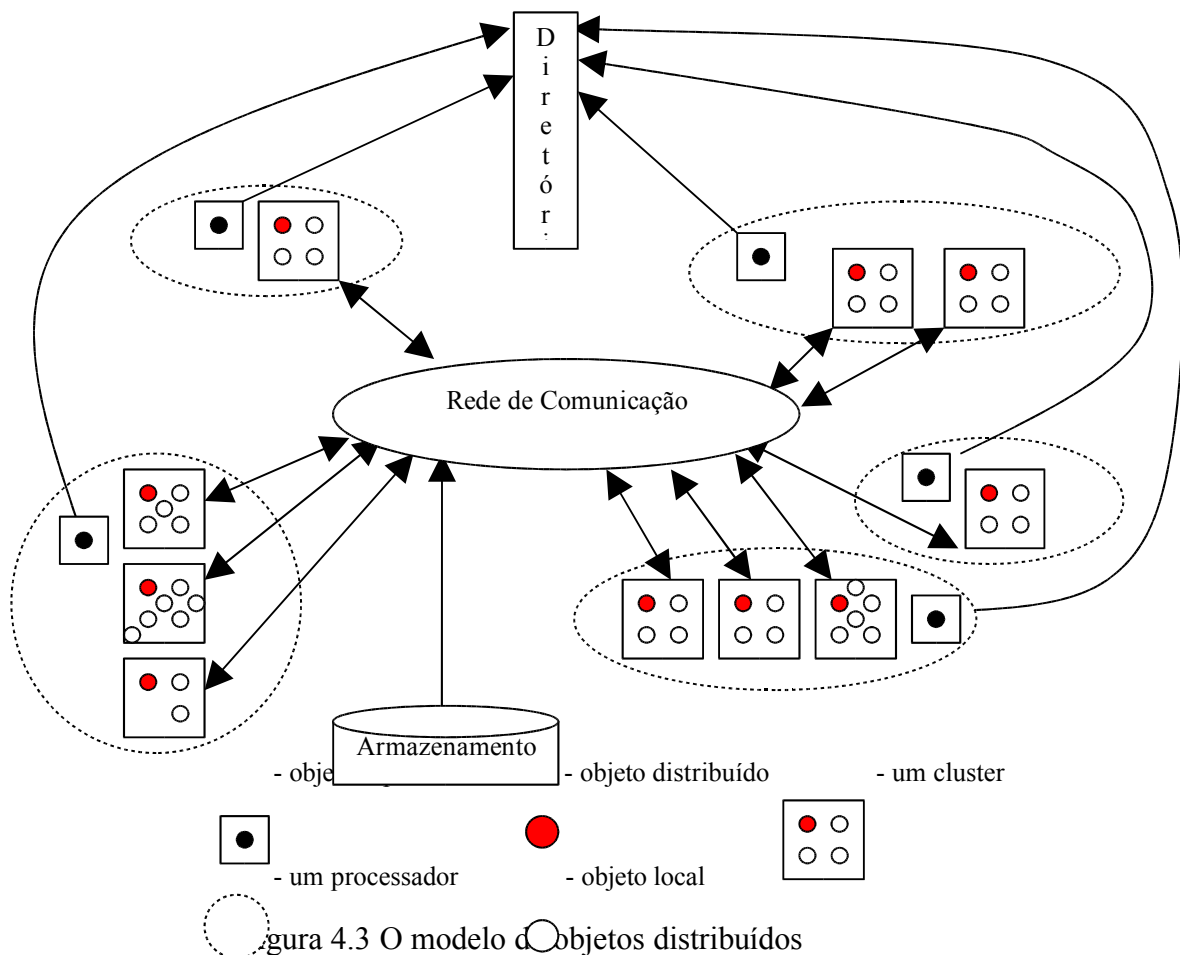 Diretór
Rede de Comunicação
Armazenamento
- obje
- objeto distribuído
- um cluster
- um processador
- objeto local
gura 4.3 O modelo d objetos distribuídos